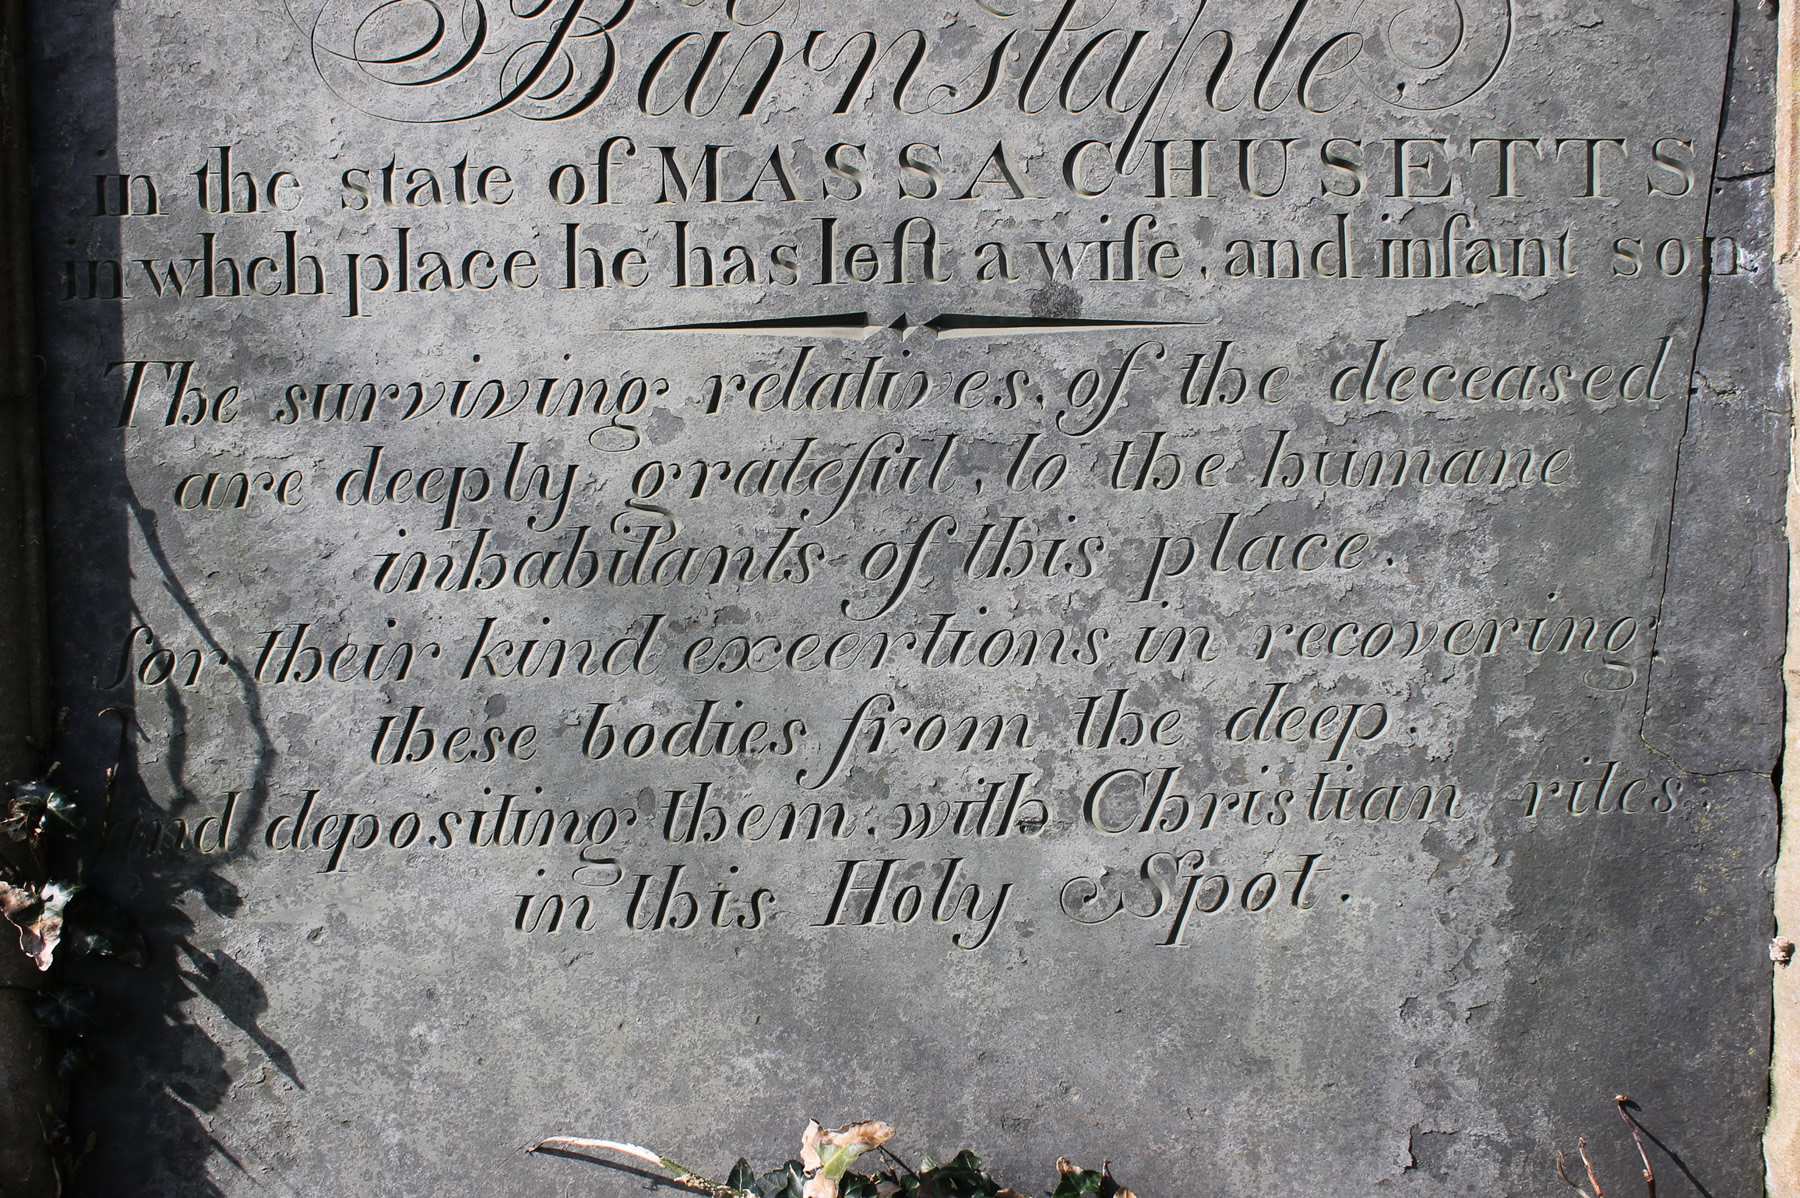 Barnstaple
in the state of MASSACHUSETTS
in which place he has left a wife, and infant son
The surviving relatives, of the deceased
are deeply grateful, to the humane
inhabitants of this place.
for their kind exertions in recovering
these bodies from the deep.
and depositing them, with Christian rites
in this Holy Spot.